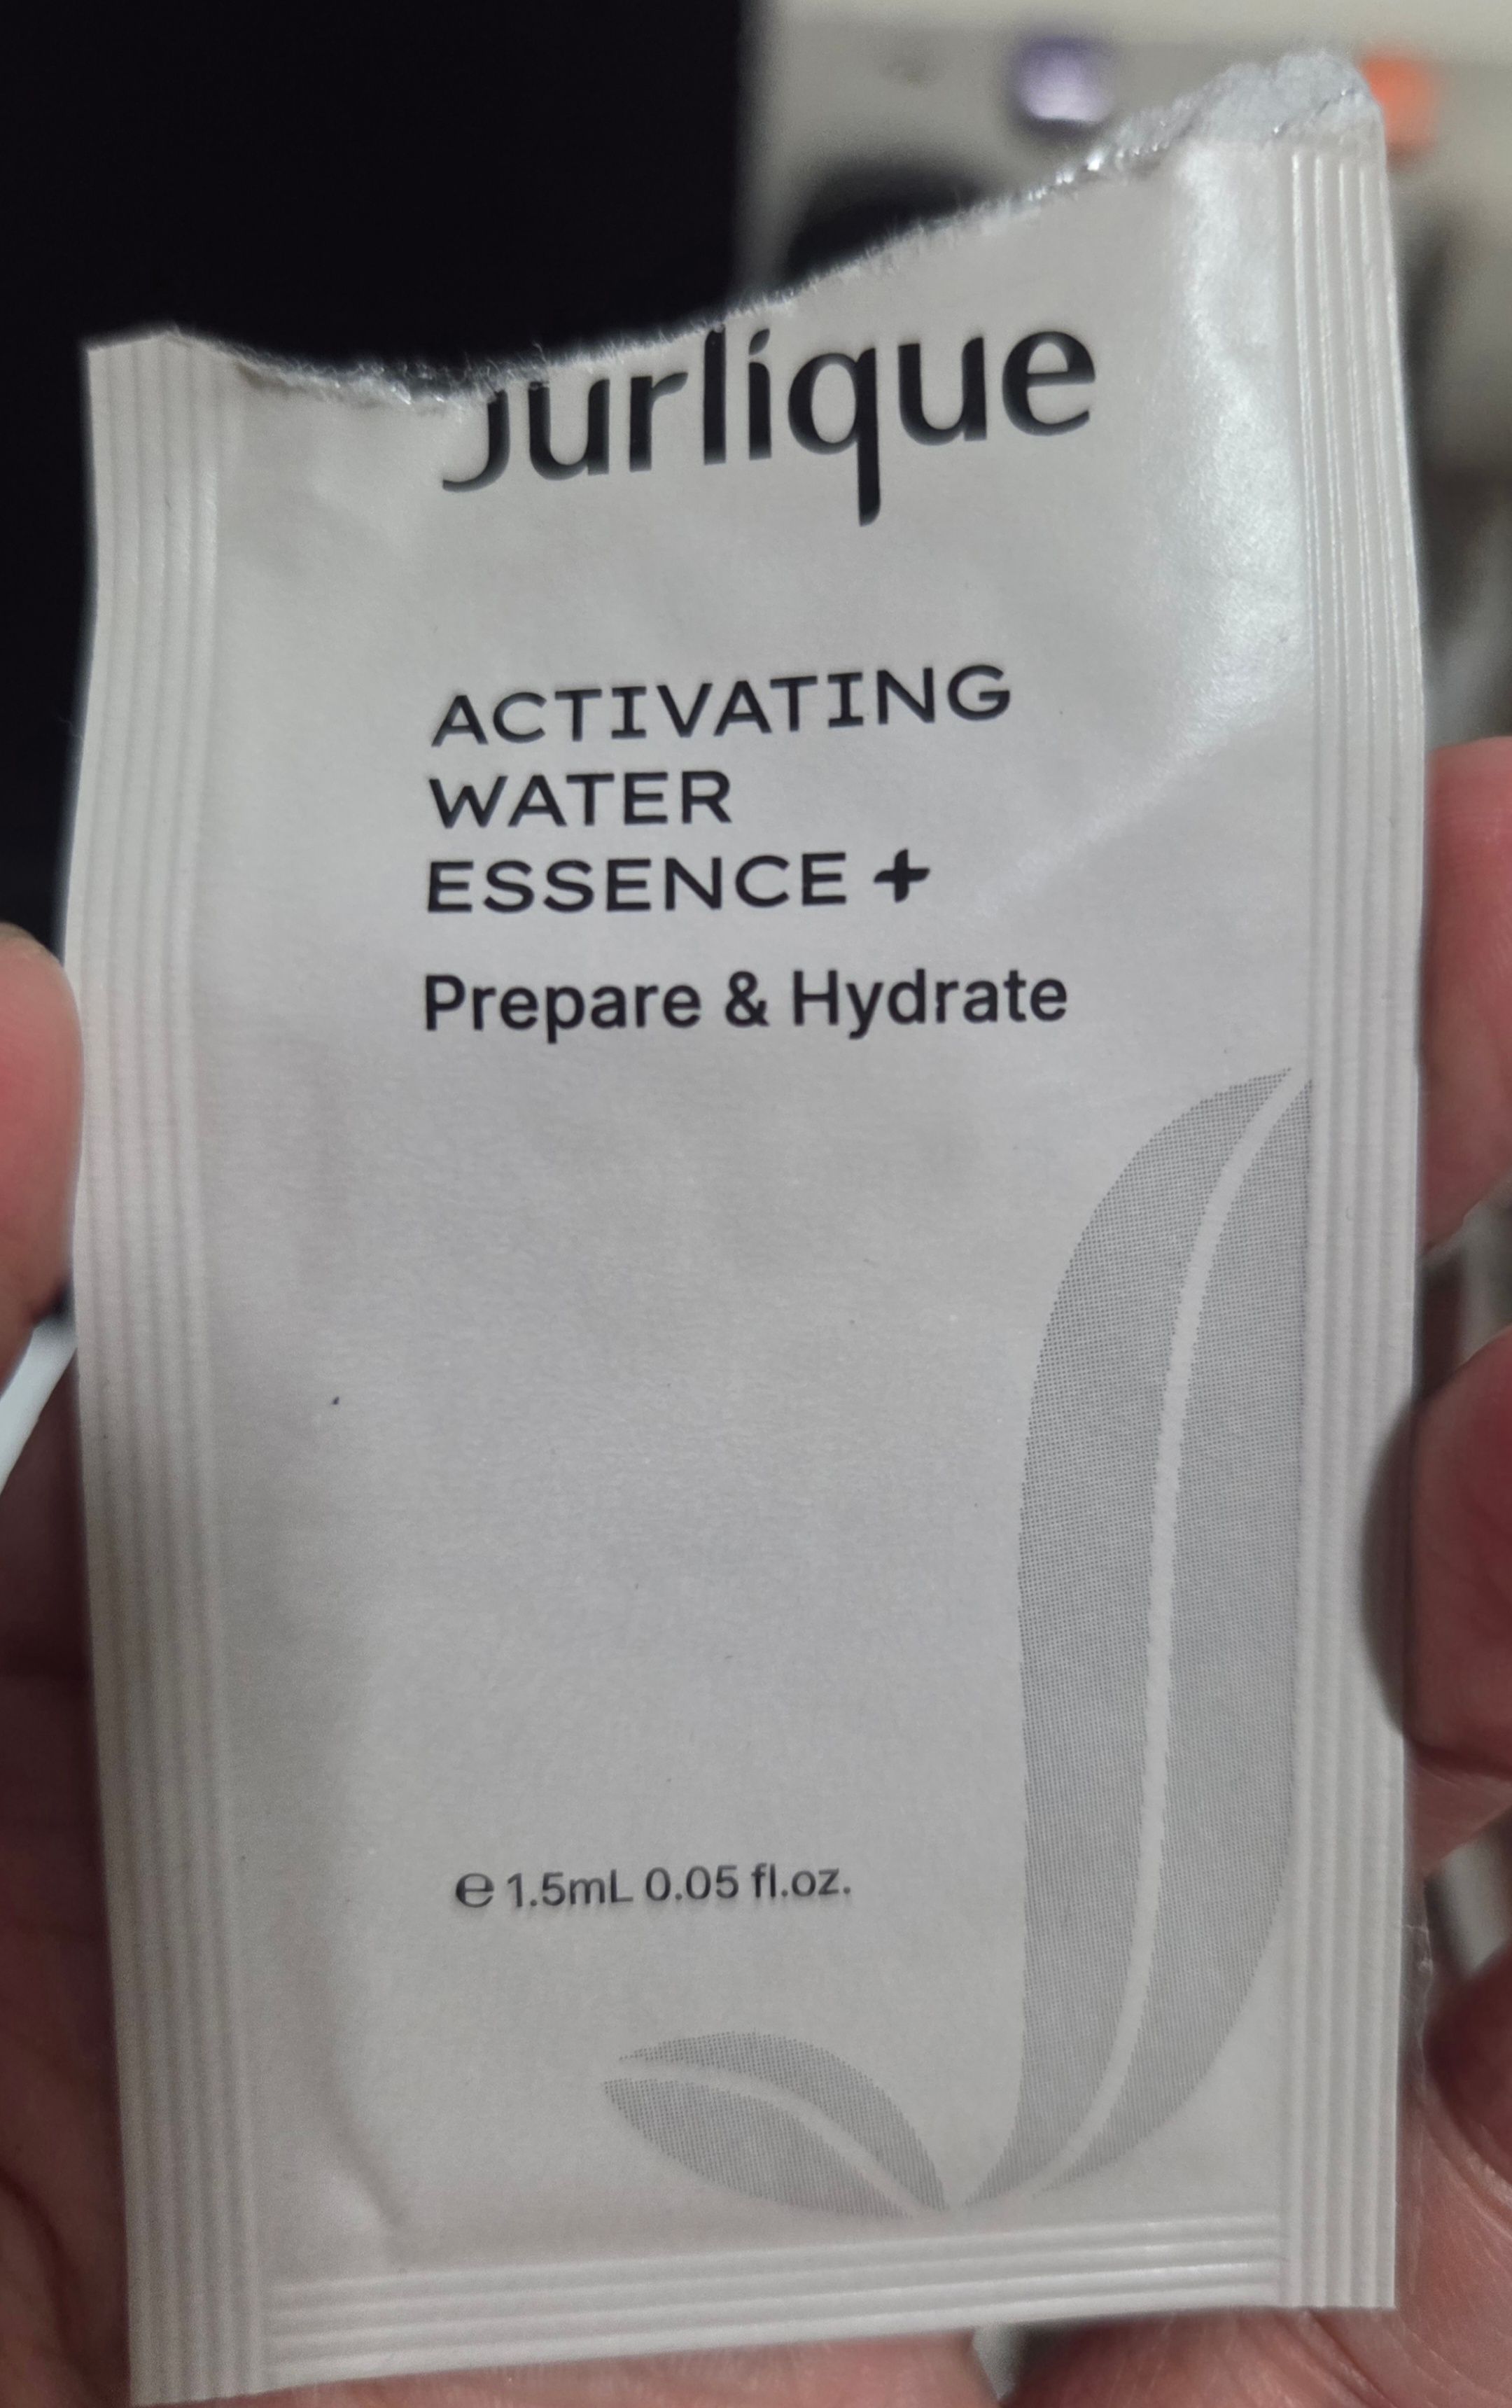 Jurlique
ACTIVATING
WATER
ESSENCE +
Prepare & Hydrate
℮ 1.5mL 0.05 fl.oz.